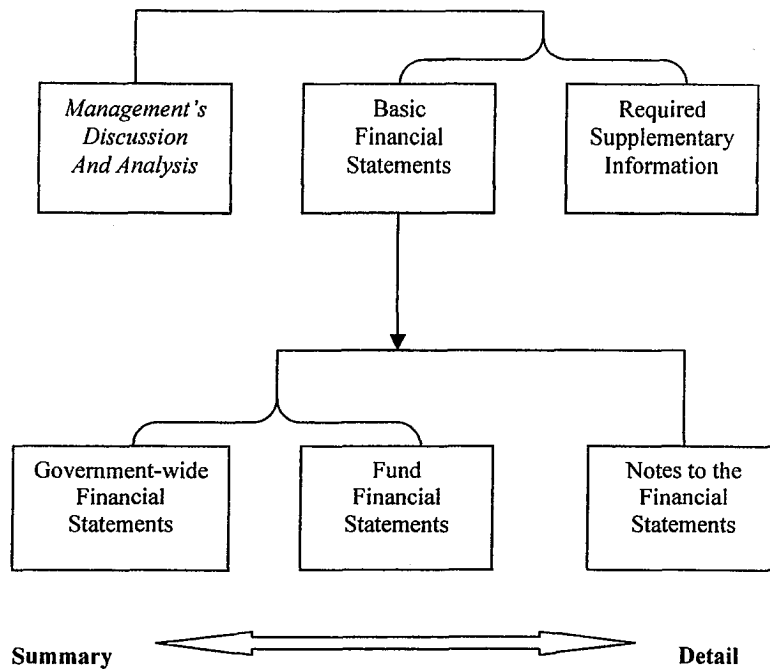 Management's
Discussion
And Analysis
Basic
Financial
Statements
Required
Supplementary
Information
Government-wide
Financial
Statements
Fund
Financial
Statements
Notes to the
Financial
Statements
Summary
Detail